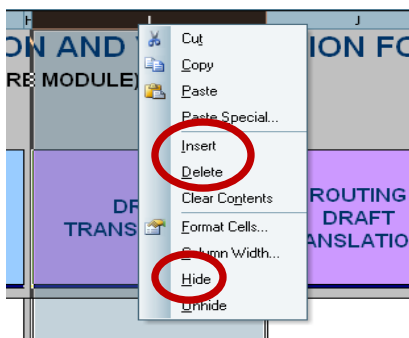 H I J
ON AND ION FO
RE MODULE)
Cut
Copy
Paste
Paste Special...
Insert
Delete
Clear Contents
Format Cells...
Column Width...
Hide
Unhide
DR
TRANS
ROUTING
DRAFT
ANSLATIO